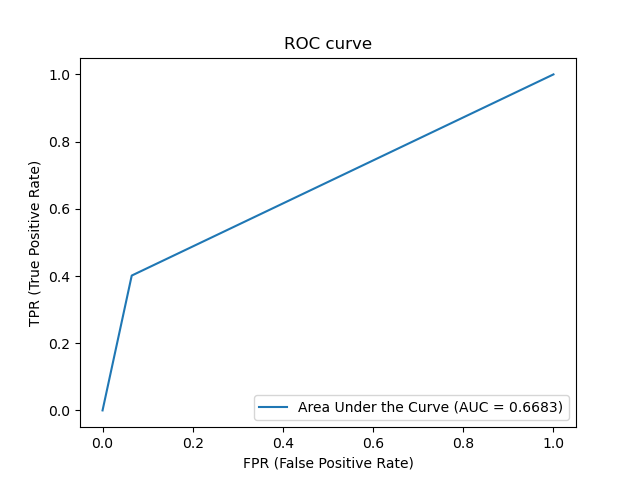 ROC curve
TPR (True Positive Rate)
1.0
0.8
0.6
0.4
0.2
0.0
Area Under the Curve (AUC = 0.6683)
0.0 0.2 0.4 0.6 0.8 1.0
FPR (False Positive Rate)